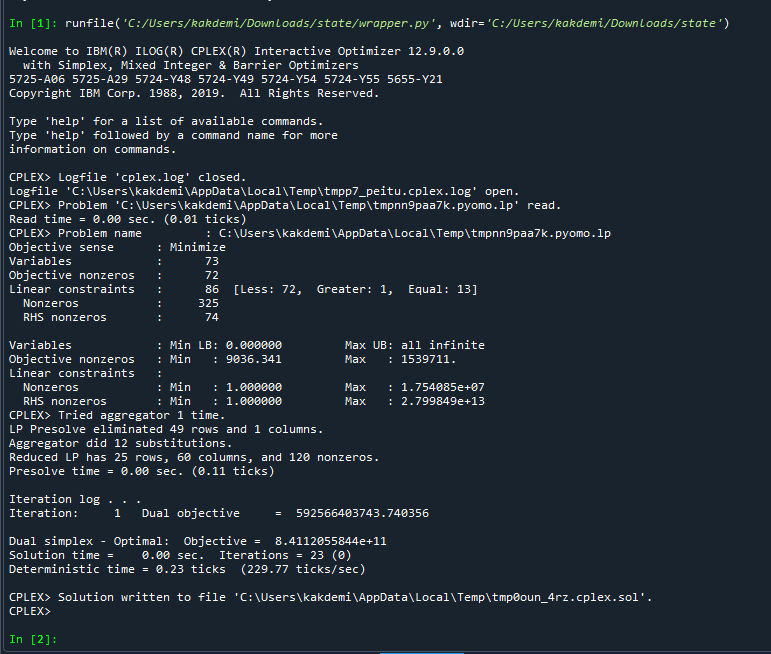 In [1]: runfile('C:/Users/kakdemi/Downloads/state/wrapper.py', wdir='C:/Users/kakdemi/Downloads/state')
Welcome to IBM(R) ILOG(R) CPLEX(R) Interactive Optimizer 12.9.0.0
  with Simplex, Mixed Integer & Barrier Optimizers
5725-A06 5725-A29 5724-Y48 5724-Y49 5724-Y54 5724-Y55 5655-Y21
Copyright IBM Corp. 1988, 2019.  All Rights Reserved.
Type 'help' for a list of available commands.
Type 'help' followed by a command name for more
information on commands.
CPLEX> Logfile 'cplex.log' closed.
Logfile 'C:\Users\kakdemi\AppData\Local\Temp\tmpp7_peitu.cplex.log' open.
CPLEX> Problem 'C:\Users\kakdemi\AppData\Local\Temp\tmpnn9paa7k.pyomo.lp' read.
Read time = 0.00 sec. (0.01 ticks)
CPLEX> Problem name         : C:\Users\kakdemi\AppData\Local\Temp\tmpnn9paa7k.pyomo.lp
Objective sense      : Minimize
Variables            :      73
Objective nonzeros   :      72
Linear constraints   :      86  [Less: 72,  Greater: 1,  Equal: 13]
  Nonzeros           :     325
  RHS nonzeros       :      74
Variables            : Min LB: 0.000000         Max UB: all infinite
Objective nonzeros   : Min   : 9036.341         Max   : 1539711.
Linear constraints   :
  Nonzeros           : Min   : 1.000000         Max   : 1.754085e+07
  RHS nonzeros       : Min   : 1.000000         Max   : 2.799849e+13
CPLEX> Tried aggregator 1 time.
LP Presolve eliminated 49 rows and 1 columns.
Aggregator did 12 substitutions.
Reduced LP has 25 rows, 60 columns, and 120 nonzeros.
Presolve time = 0.00 sec. (0.11 ticks)
Iteration log . . .
Iteration:     1   Dual objective     =  592566403743.740356
Dual simplex - Optimal:  Objective =  8.4112055844e+11
Solution time =    0.00 sec.  Iterations = 23 (0)
Deterministic time = 0.23 ticks  (229.77 ticks/sec)
CPLEX> Solution written to file 'C:\Users\kakdemi\AppData\Local\Temp\tmp0oun_4rz.cplex.sol'.
CPLEX>
In [2]: